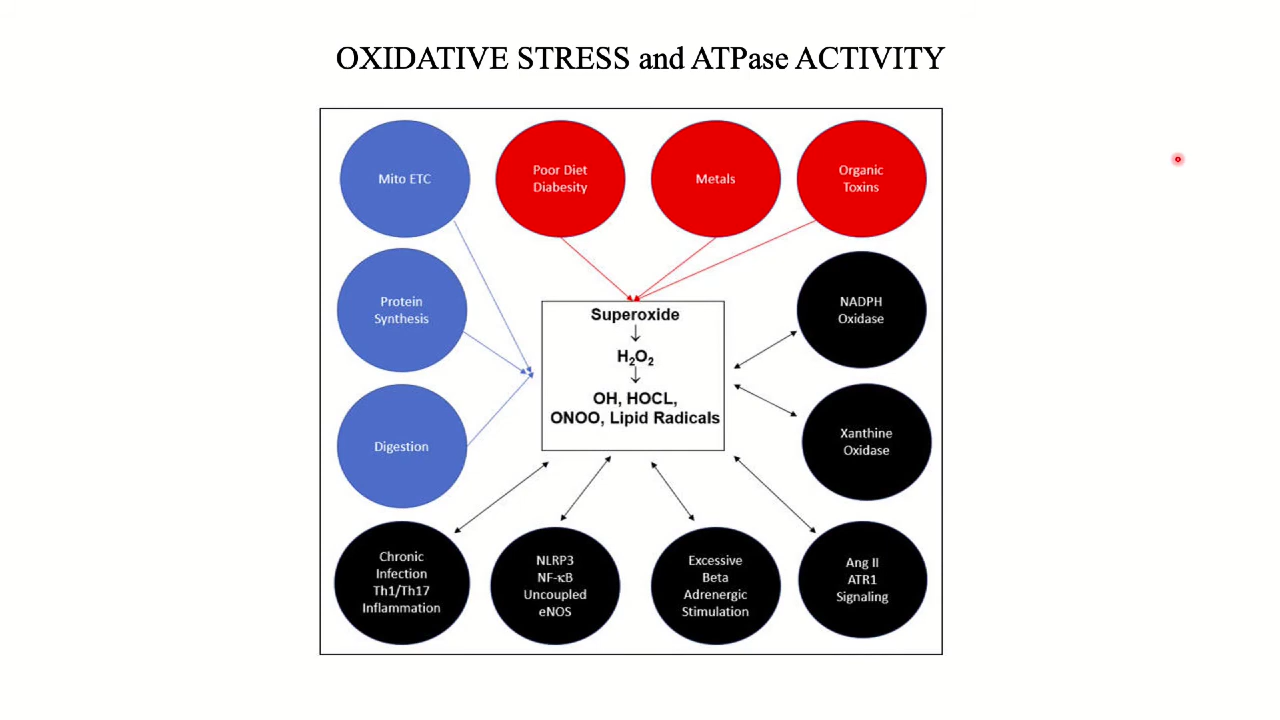 OXIDATIVE STRESS and ATPase ACTIVITY
Mito ETC
Poor Diet
Diabesity
Metals
Organic
Toxins
Protein
Synthesis
Superoxide
↓
H₂O₂
↓
OH, HOCL,
ONOO, Lipid Radicals
NADPH
Oxidase
Digestion
Xanthine
Oxidase
Chronic
Infection
Th1/Th17
Inflammation
NLRP3
NF-κB
Uncoupled
eNOS
Excessive
Beta
Adrenergic
Stimulation
Ang II
ATR1
Signaling